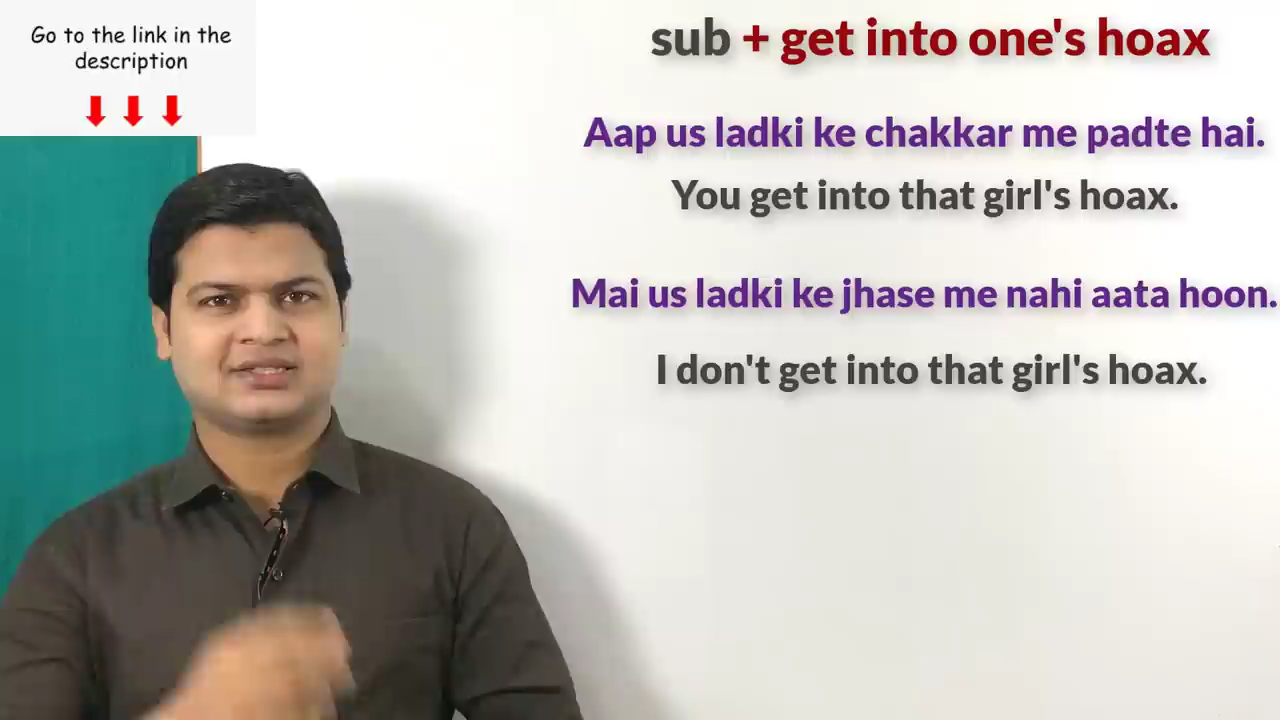 Go to the link in the
description
sub + get into one's hoax
Aap us ladki ke chakkar me padte hai.
You get into that girl's hoax.
Mai us ladki ke jhase me nahi aata hoon.
I don't get into that girl's hoax.